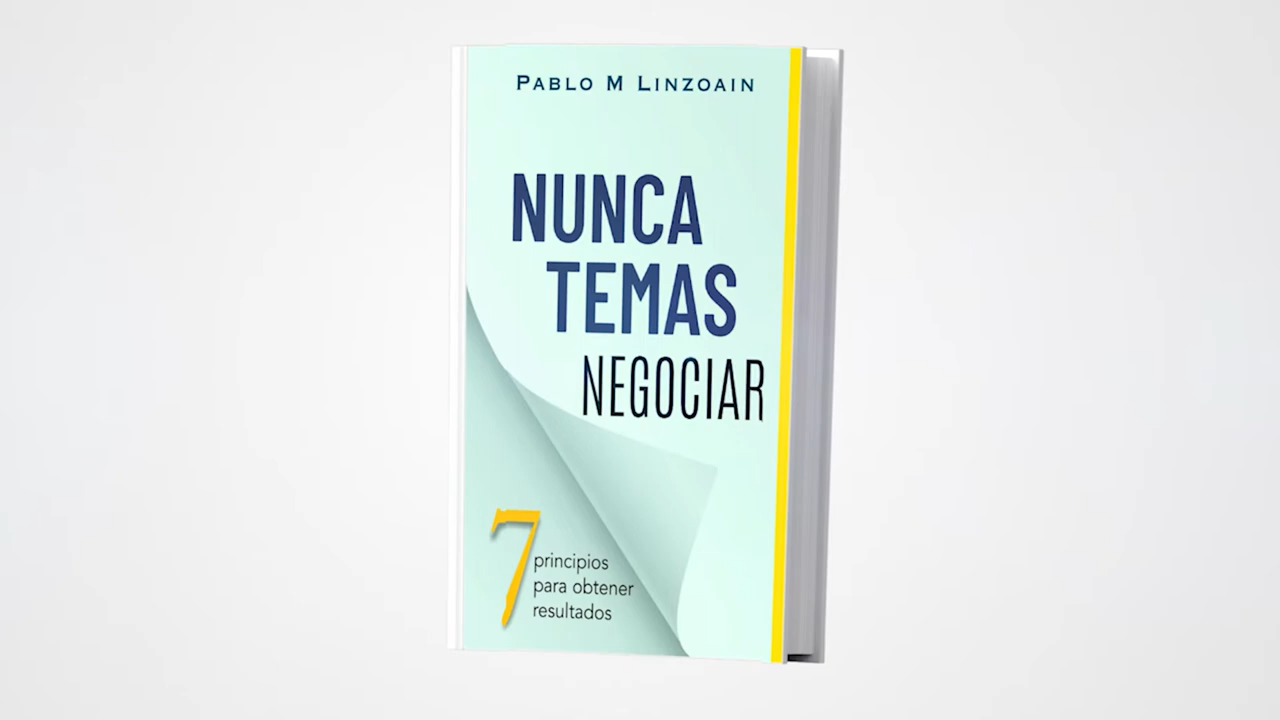 PABLO M LINZOAIN
NUNCA
TEMAS
NEGOCIAR
7
principios
para obtener
resultados